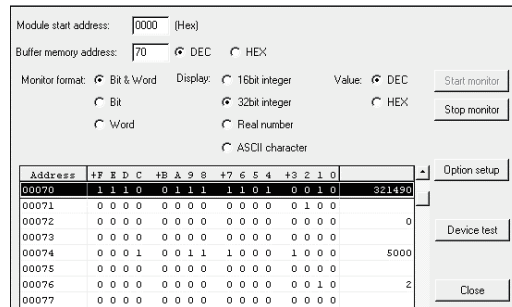 Module start address: 0000 (Hex)
Buffer memory address: 70 DEC HEX
Monitor format: Bit & Word Display: 16bit integer Value: DEC Start monitor
Bit 32bit integer HEX Stop monitor
Word Real number
ASCII character
Address +F E D C +B A 9 8 +7 6 5 4 +3 2 1 0 Option setup
00070 1 1 1 0 0 1 1 1 1 1 0 1 0 0 1 0 321490
00071 0 0 0 0 0 0 0 0 0 0 0 0 0 1 0 0
00072 0 0 0 0 0 0 0 0 0 0 0 0 0 0 0 0 0
00073 0 0 0 0 0 0 0 0 0 0 0 0 0 0 0 0 Device test
00074 0 0 0 1 0 0 1 1 1 0 0 0 1 0 0 0 5000
00075 0 0 0 0 0 0 0 0 0 0 0 0 0 0 0 0
00076 0 0 0 0 0 0 0 0 0 0 0 0 0 0 1 0 2
00077 0 0 0 0 0 0 0 0 0 0 0 0 0 0 0 0 Close